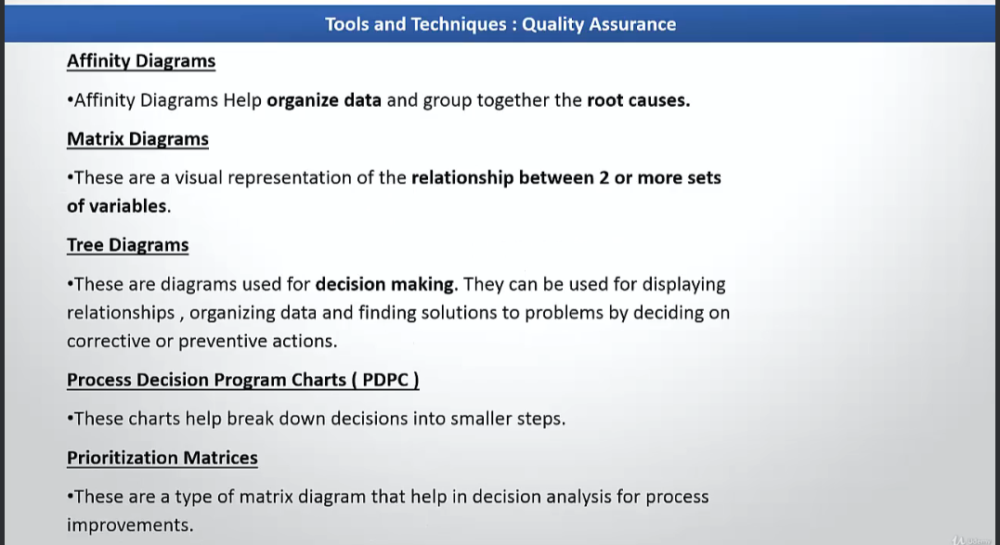 Tools and Techniques : Quality Assurance
Affinity Diagrams
•Affinity Diagrams Help organize data and group together the root causes.
Matrix Diagrams
•These are a visual representation of the relationship between 2 or more sets
of variables.
Tree Diagrams
•These are diagrams used for decision making. They can be used for displaying
relationships , organizing data and finding solutions to problems by deciding on
corrective or preventive actions.
Process Decision Program Charts ( PDPC )
•These charts help break down decisions into smaller steps.
Prioritization Matrices
•These are a type of matrix diagram that help in decision analysis for process
improvements.